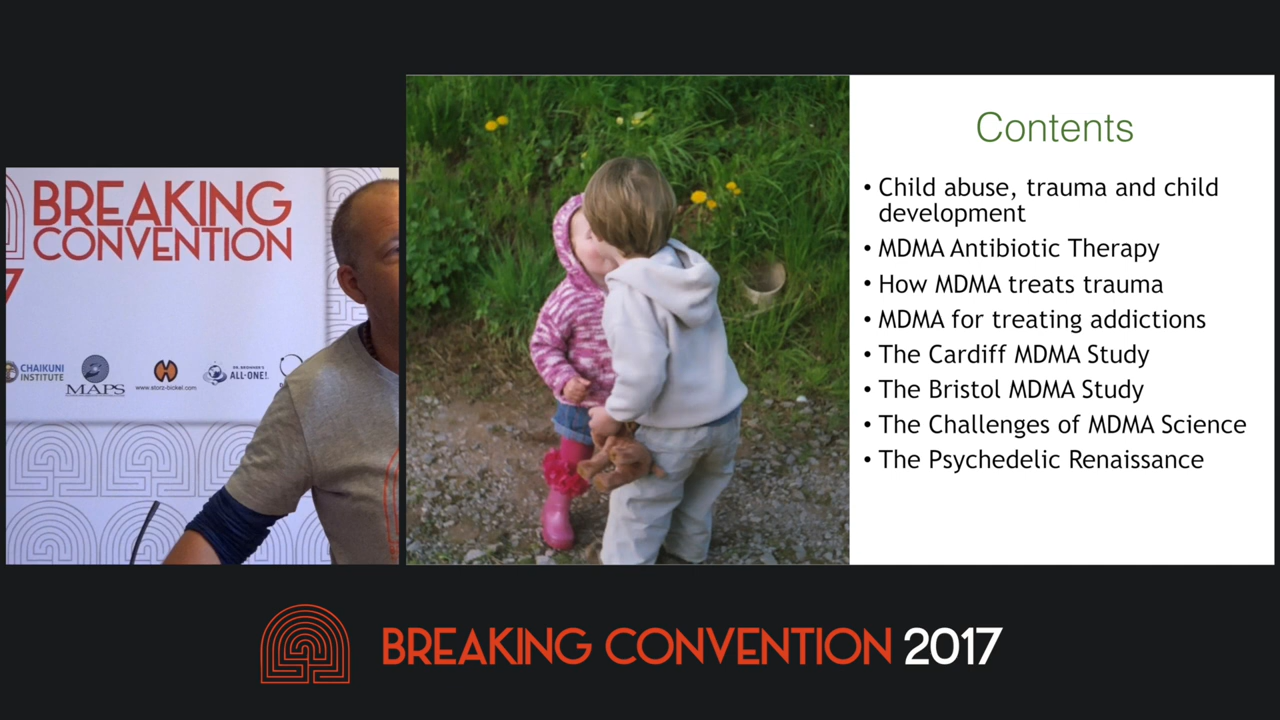 BREAKING
CONVENTION
7
CHAIKUNI
INSTITUTE
MAPS
www.storz-bickel.com
DR. BRONNER'S
ALL-ONE!
Contents
• Child abuse, trauma and child
development
• MDMA Antibiotic Therapy
• How MDMA treats trauma
• MDMA for treating addictions
• The Cardiff MDMA Study
• The Bristol MDMA Study
• The Challenges of MDMA Science
• The Psychedelic Renaissance
BREAKING CONVENTION 2017